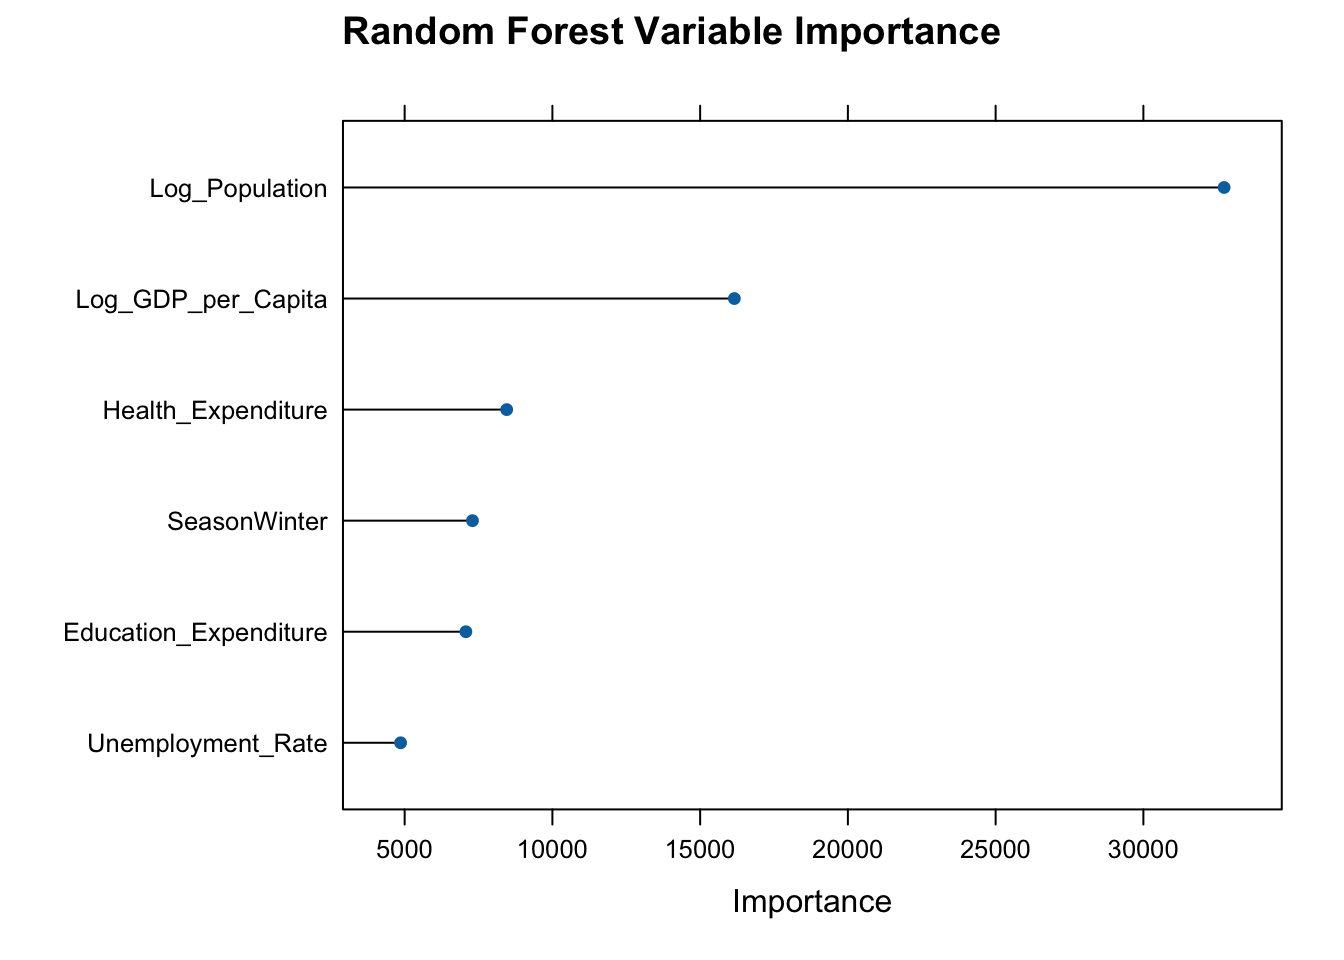 Random Forest Variable Importance
Log_Population
Log_GDP_per_Capita
Health_Expenditure
SeasonWinter
Education_Expenditure
Unemployment_Rate
5000 10000 15000 20000 25000 30000
Importance